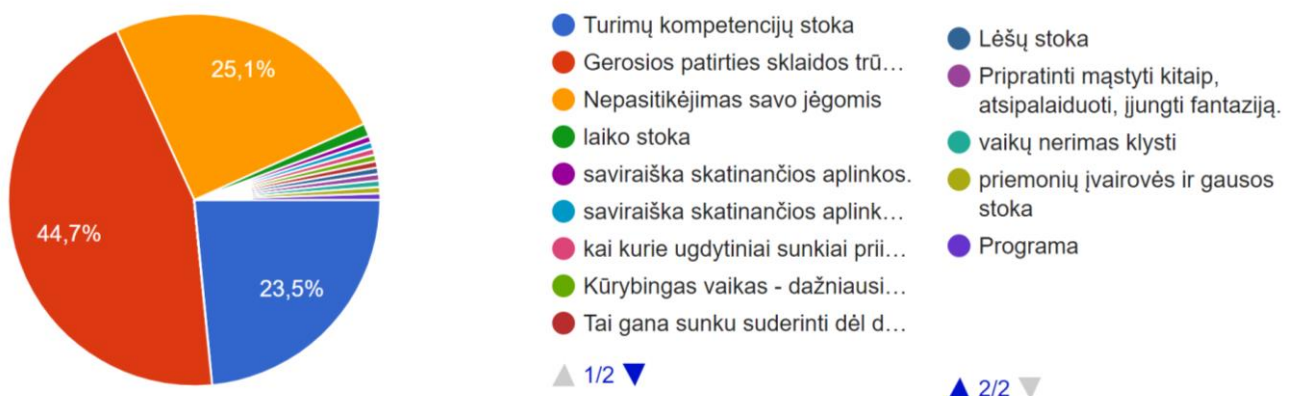 25,1%
44,7%
23,5%
Turimų kompetencijų stoka
Gerosios patirties sklaidos trū...
Nepasitikėjimas savo jėgomis
laiko stoka
saviraiška skatinančios aplinkos.
saviraiška skatinančios aplink...
kai kurie ugdytiniai sunkiai prii...
Kūrybingas vaikas - dažniausi...
Tai gana sunku suderinti dėl d...
1/2
Lėšų stoka
Pripratinti mąstyti kitaip,
atsipalaiduoti, įjungti fantaziją.
vaikų nerimas klysti
priemonių įvairovės ir gausos
stoka
Programa
2/2